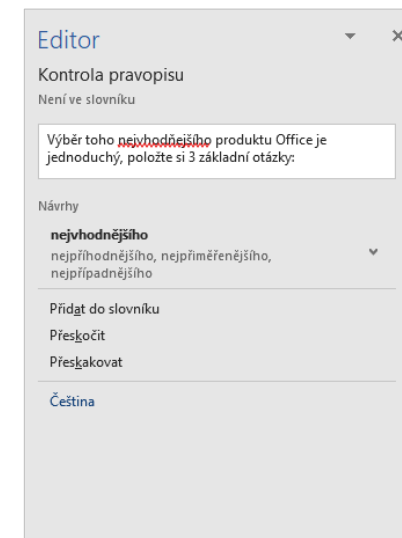 Editor
Kontrola pravopisu
Není ve slovníku
Výběr toho nejvhodňejšího produktu Office je
jednoduchý, položte si 3 základní otázky:
Návrhy
nejvhodnějšího
nejpříhodnějšího, nejpřiměřenějšího,
nejpřípadnějšího
Přidat do slovníku
Přeskočit
Přeskakovat
Čeština